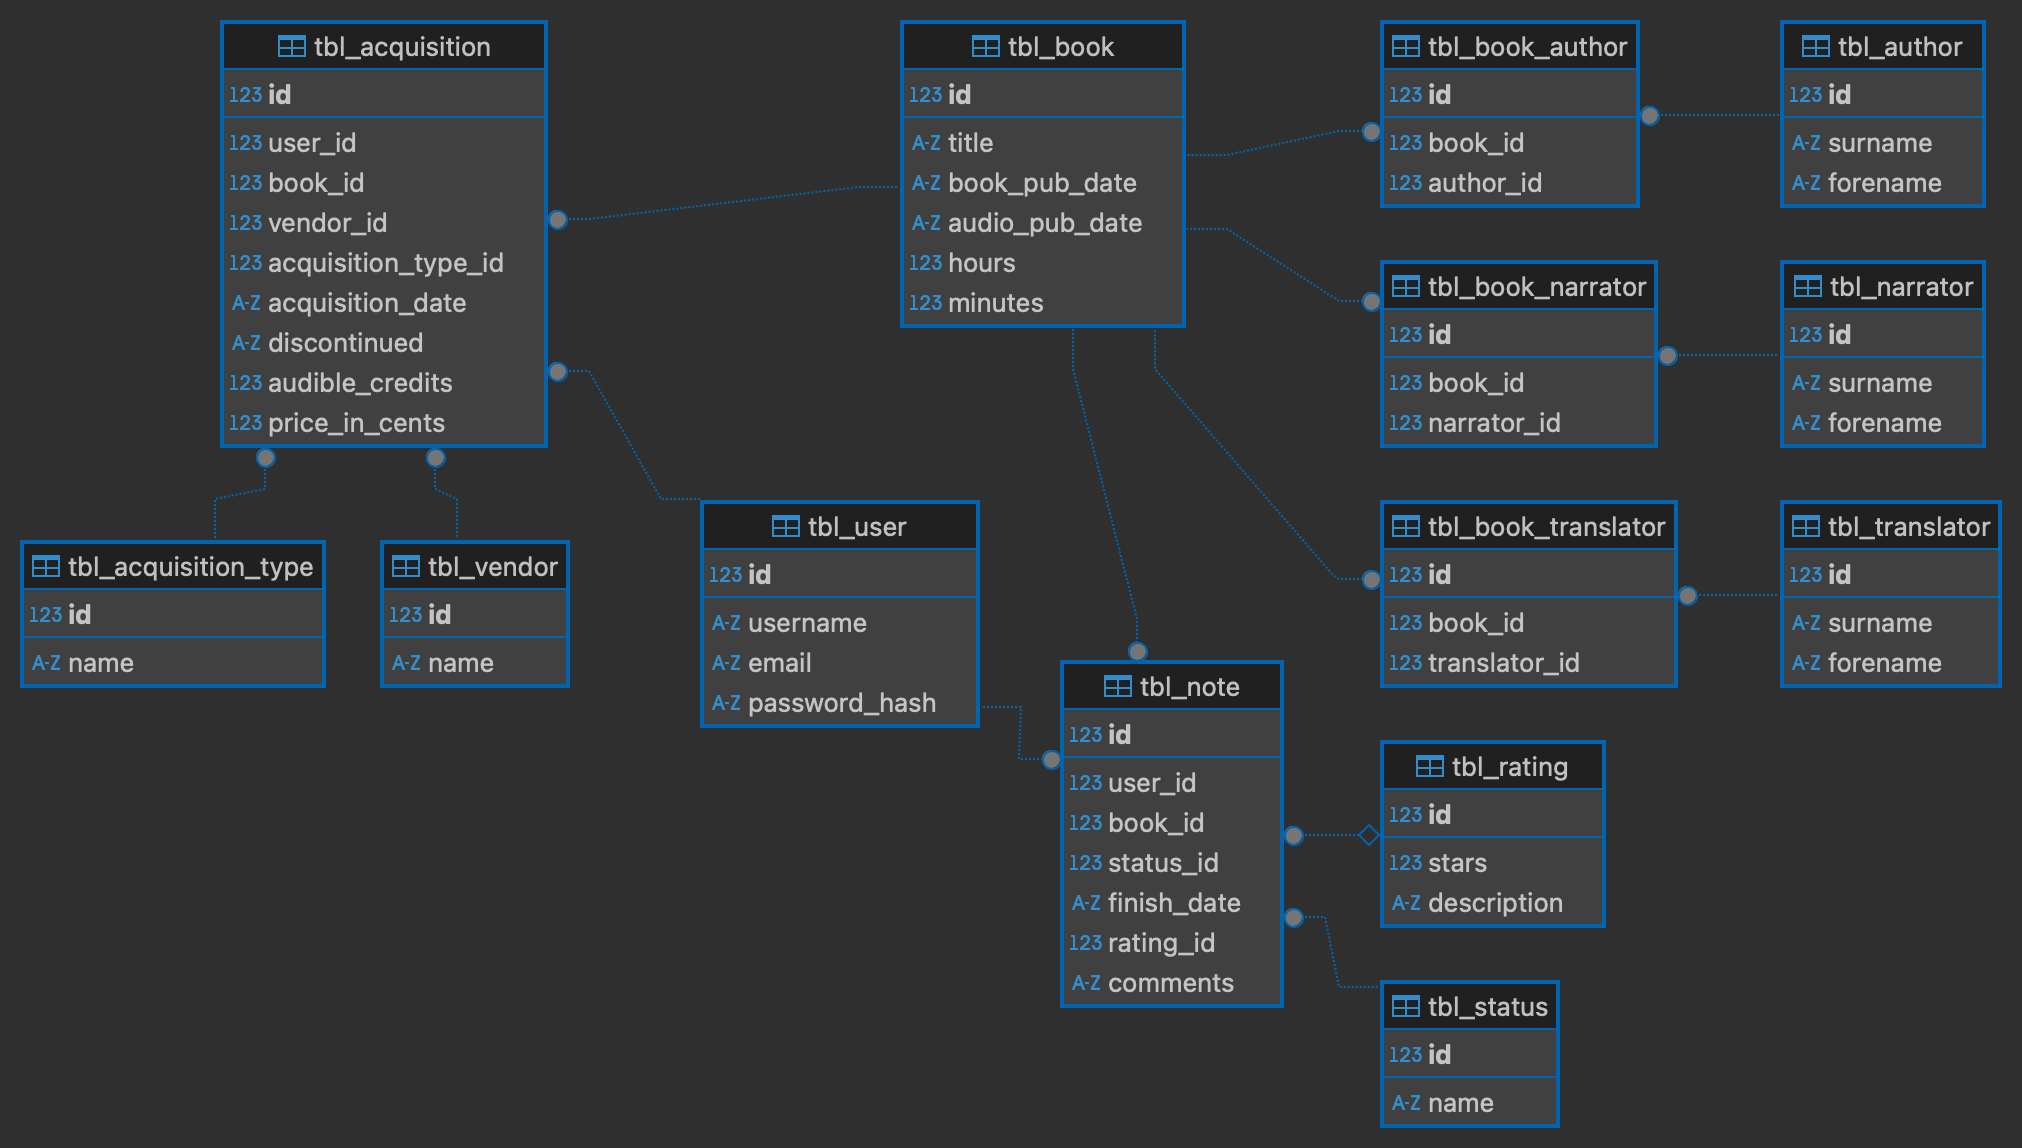 tbl_acquisition
123 id
123 user_id
123 book_id
123 vendor_id
123 acquisition_type_id
A-Z acquisition_date
A-Z discontinued
123 audible_credits
123 price_in_cents
tbl_book
123 id
A-Z title
A-Z book_pub_date
A-Z audio_pub_date
123 hours
123 minutes
tbl_book_author
123 id
123 book_id
123 author_id
tbl_author
123 id
A-Z surname
A-Z forename
tbl_book_narrator
123 id
123 book_id
123 narrator_id
tbl_narrator
123 id
A-Z surname
A-Z forename
tbl_acquisition_type
123 id
A-Z name
tbl_vendor
123 id
A-Z name
tbl_user
123 id
A-Z username
A-Z email
A-Z password_hash
tbl_book_translator
123 id
123 book_id
123 translator_id
tbl_translator
123 id
A-Z surname
A-Z forename
tbl_note
123 id
123 user_id
123 book_id
123 status_id
A-Z finish_date
123 rating_id
A-Z comments
tbl_rating
123 id
123 stars
A-Z description
tbl_status
123 id
A-Z name